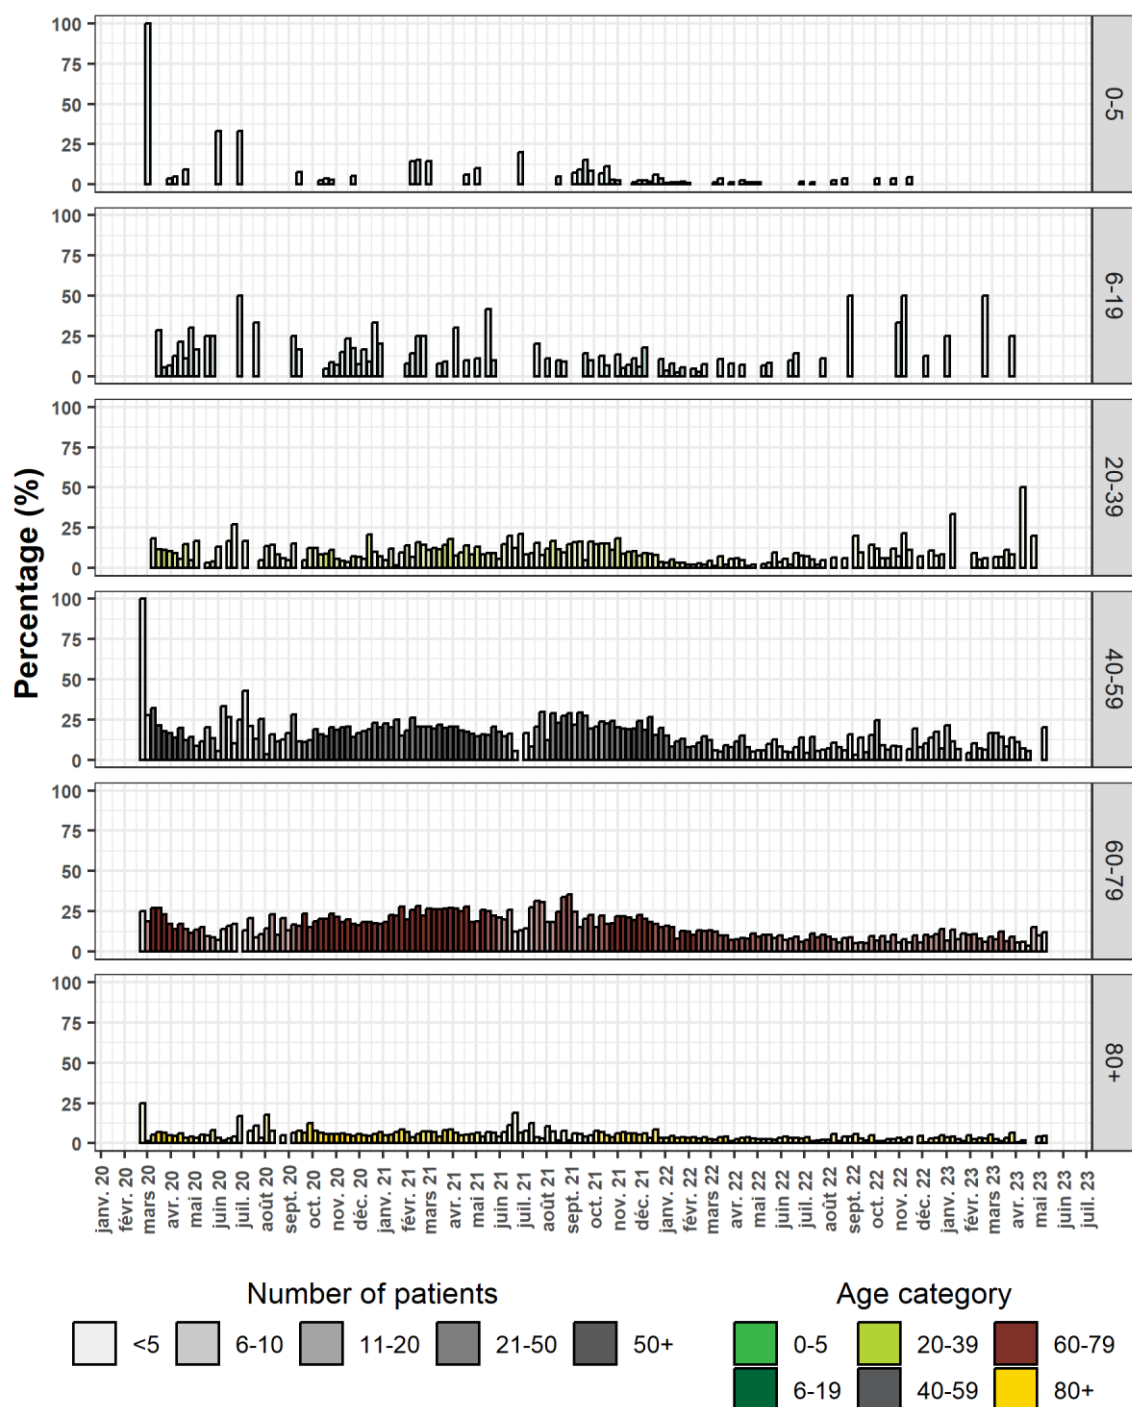 Percentage (%)
100
75
50
25
0
0-5
100
75
50
25
0
6-19
100
75
50
25
0
20-39
100
75
50
25
0
40-59
100
75
50
25
0
60-79
100
75
50
25
0
80+
janv. 20
févr. 20
mars 20
avr. 20
mai 20
juin 20
juil. 20
août 20
sept. 20
oct. 20
nov. 20
déc. 20
janv. 21
févr. 21
mars 21
avr. 21
mai 21
juin 21
juil. 21
août 21
sept. 21
oct. 21
nov. 21
déc. 21
janv. 22
févr. 22
mars 22
avr. 22
mai 22
juin 22
juil. 22
août 22
sept. 22
oct. 22
nov. 22
déc. 22
janv. 23
févr. 23
mars 23
avr. 23
mai 23
juin 23
juil. 23
Number of patients
<5 6-10 11-20 21-50 50+
Age category
0-5 20-39 60-79
6-19 40-59 80+